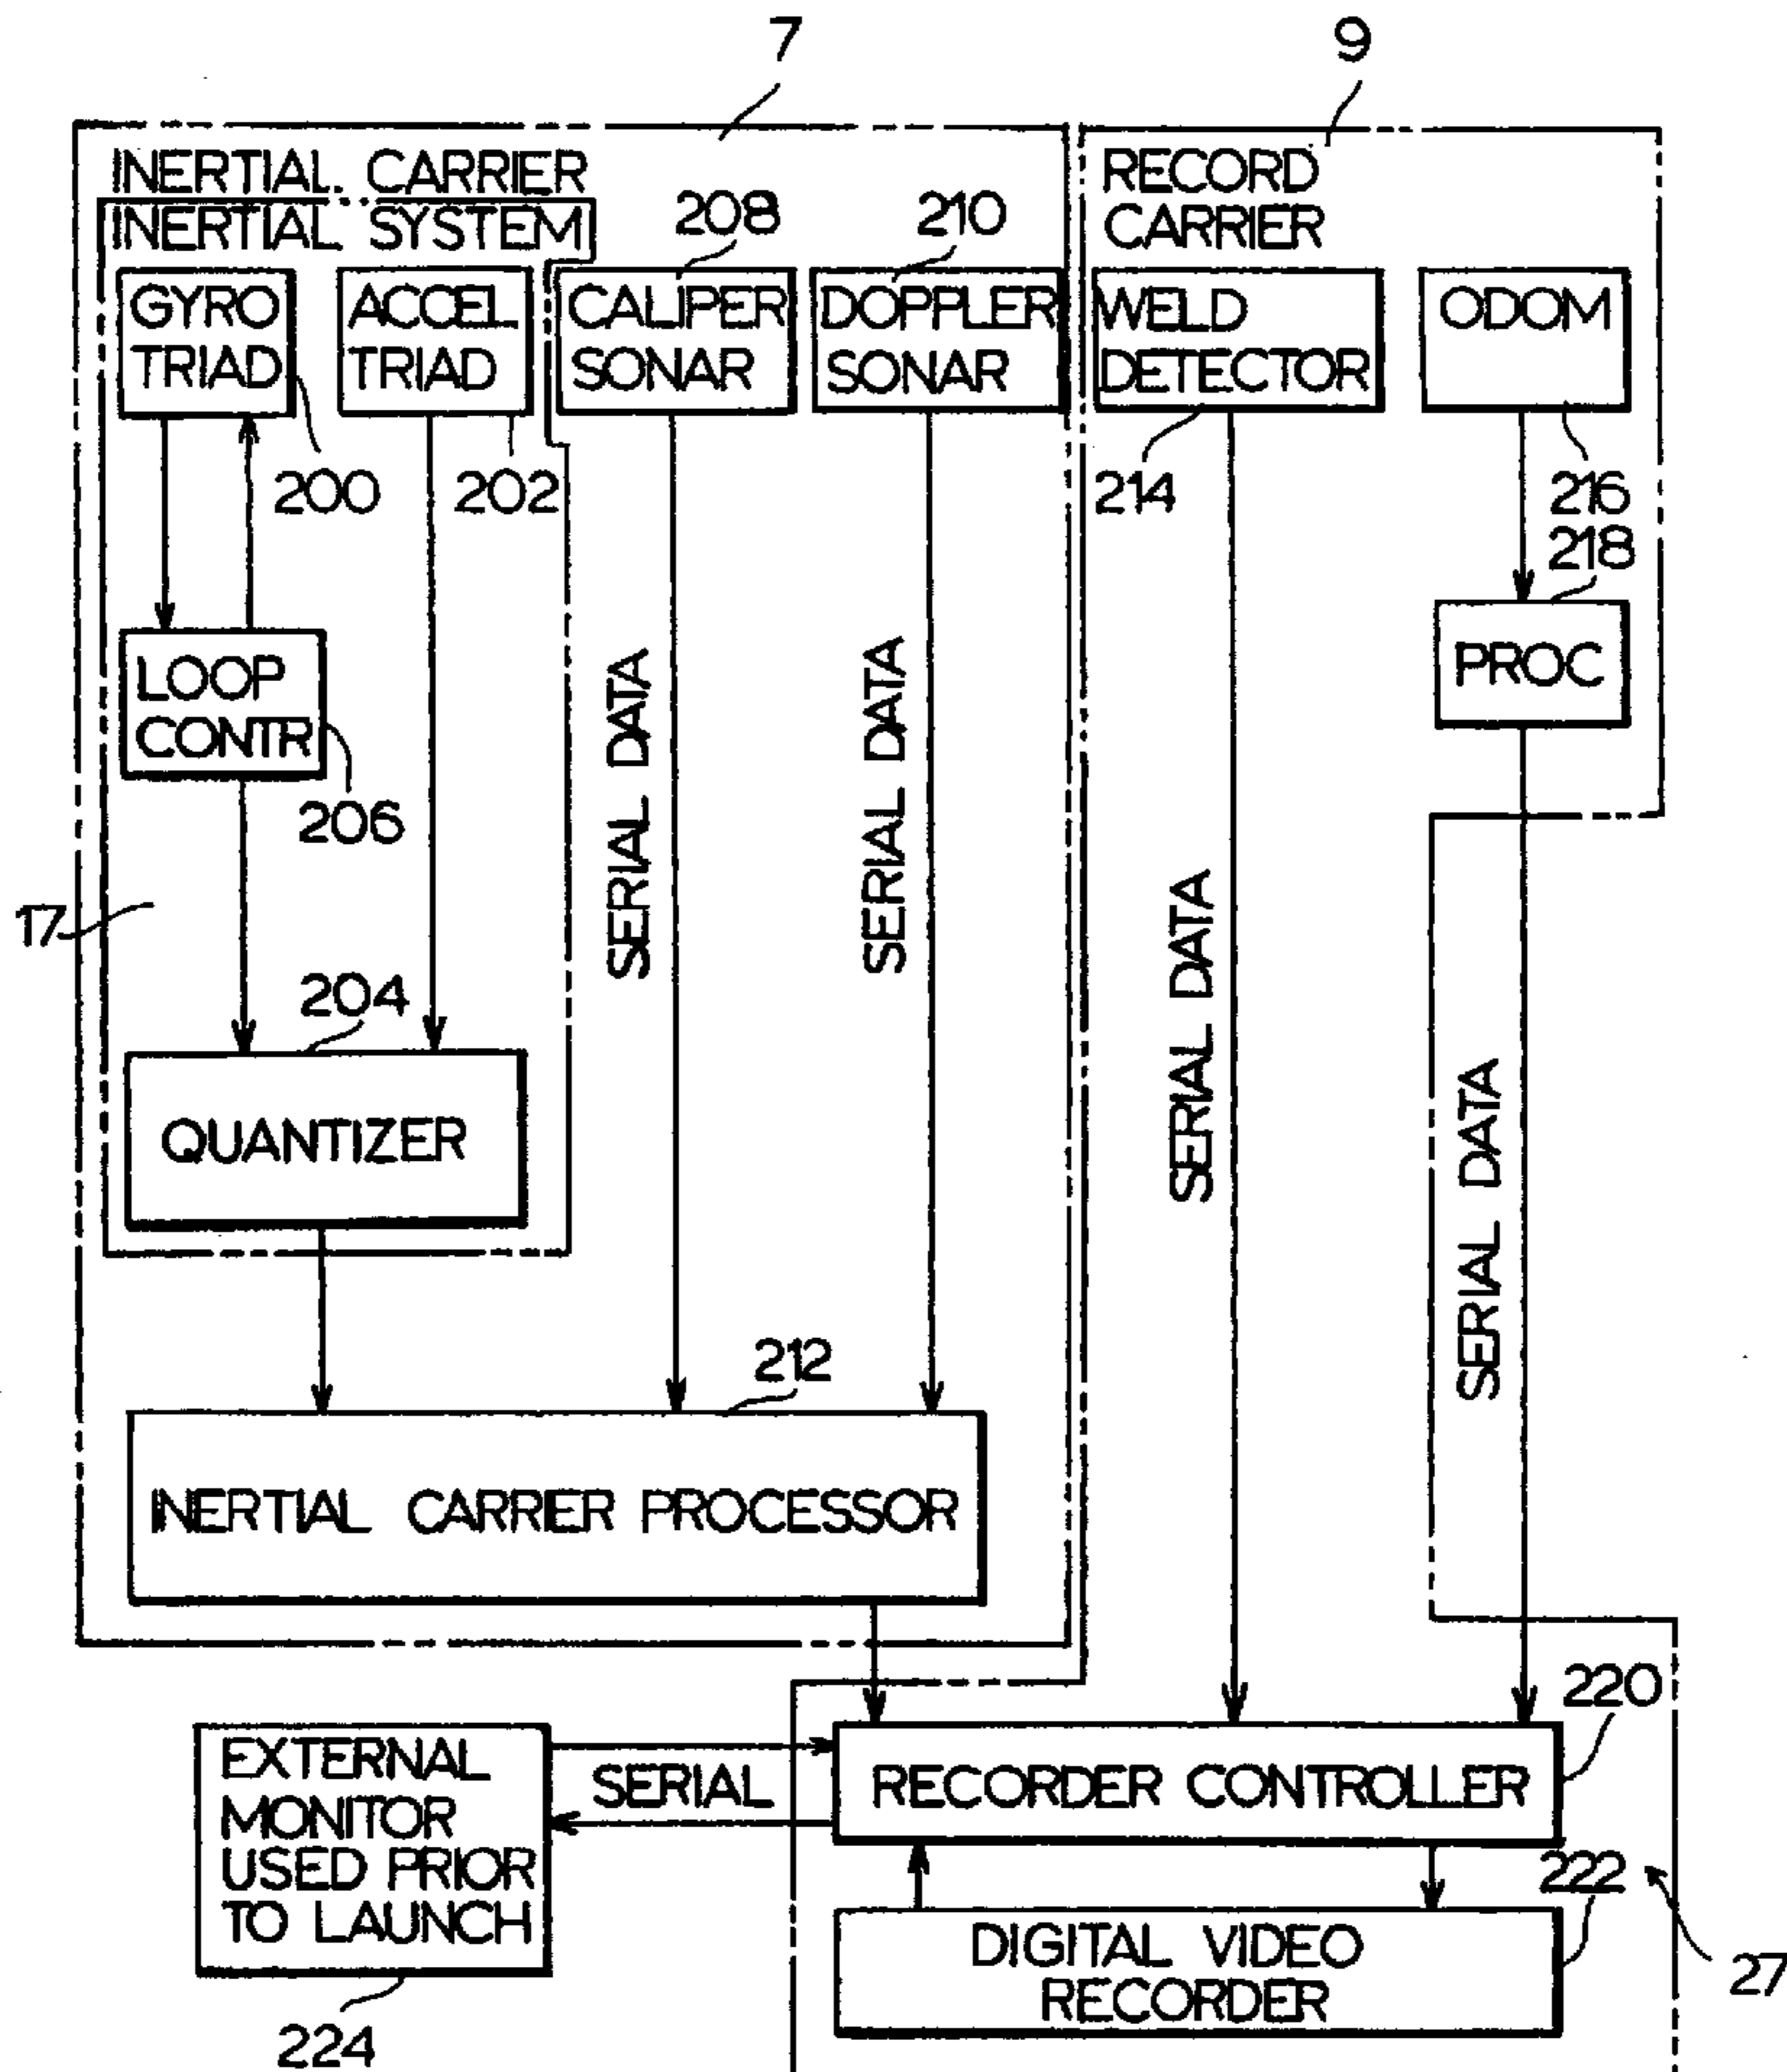 7
9
INERTIAL CARRIER
INERTIAL SYSTEM
208
210
RECORD
CARRIER
GYRO
TRIAD
ACCEL
TRIAD
CALIPER
SONAR
DOPPLER
SONAR
WELD
DETECTOR
ODOM
200
202
214
216
218
LOOP
CONTR
206
PROC
SERIAL DATA
SERIAL DATA
SERIAL DATA
SERIAL DATA
17
204
QUANTIZER
212
INERTIAL CARRIER PROCESSOR
220
EXTERNAL
MONITOR
USED PRIOR
TO LAUNCH
SERIAL
RECORDER CONTROLLER
222
DIGITAL VIDEO
RECORDER
27
224